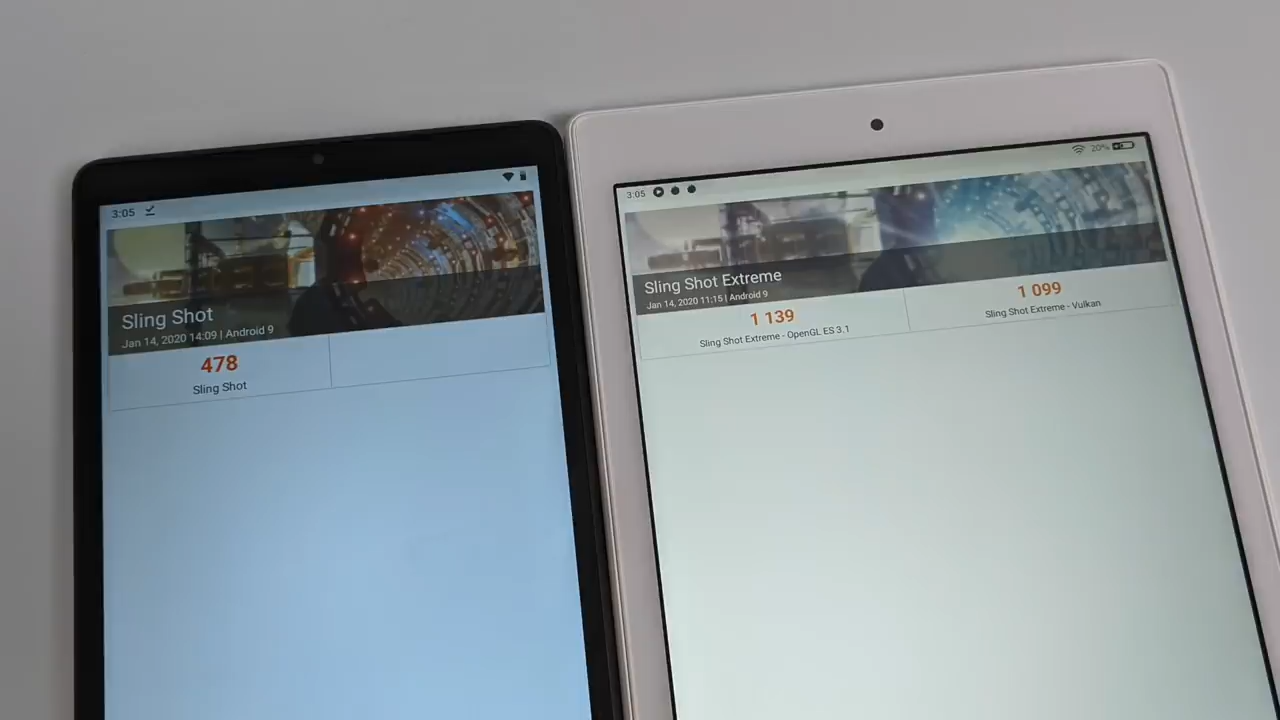 3:05
Sling Shot
Jan 14, 2020 14:09 | Android 9
478
Sling Shot
3:05
20%
Sling Shot Extreme
Jan 14, 2020 11:15 | Android 9
1 139
Sling Shot Extreme - OpenGL ES 3.1
1 099
Sling Shot Extreme - Vulkan